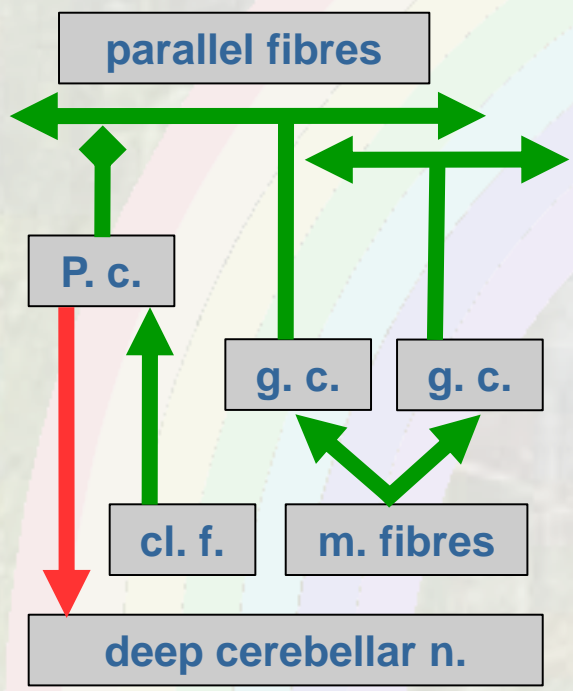 parallel fibres
P. c.
g. c.
g. c.
cl. f.
m. fibres
deep cerebellar n.